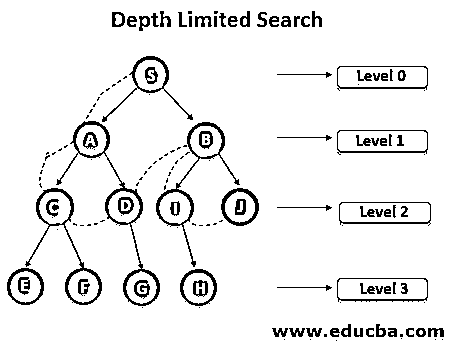 Depth Limited Search
S
Level 0
A
B
Level 1
C
D
I
J
Level 2
E
F
G
H
Level 3
www.educba.com